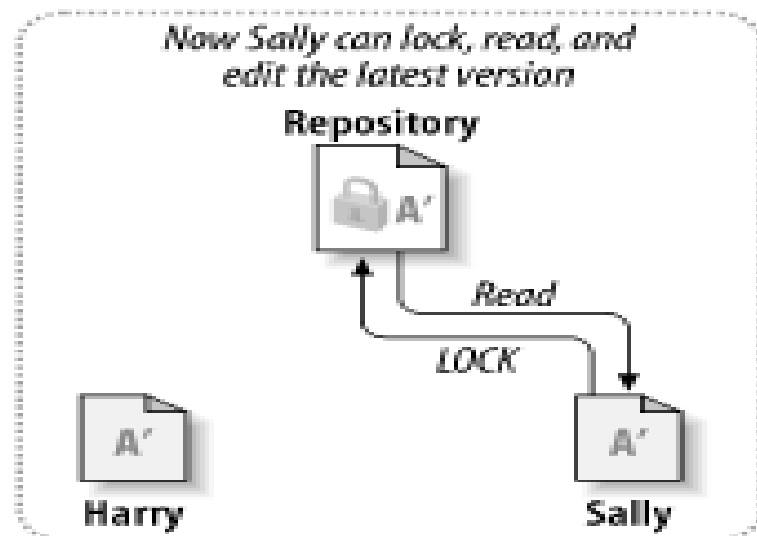 Now Sally can lock, read, and
edit the latest version
Repository
A′
Read
LOCK
A′
A′
Harry
Sally